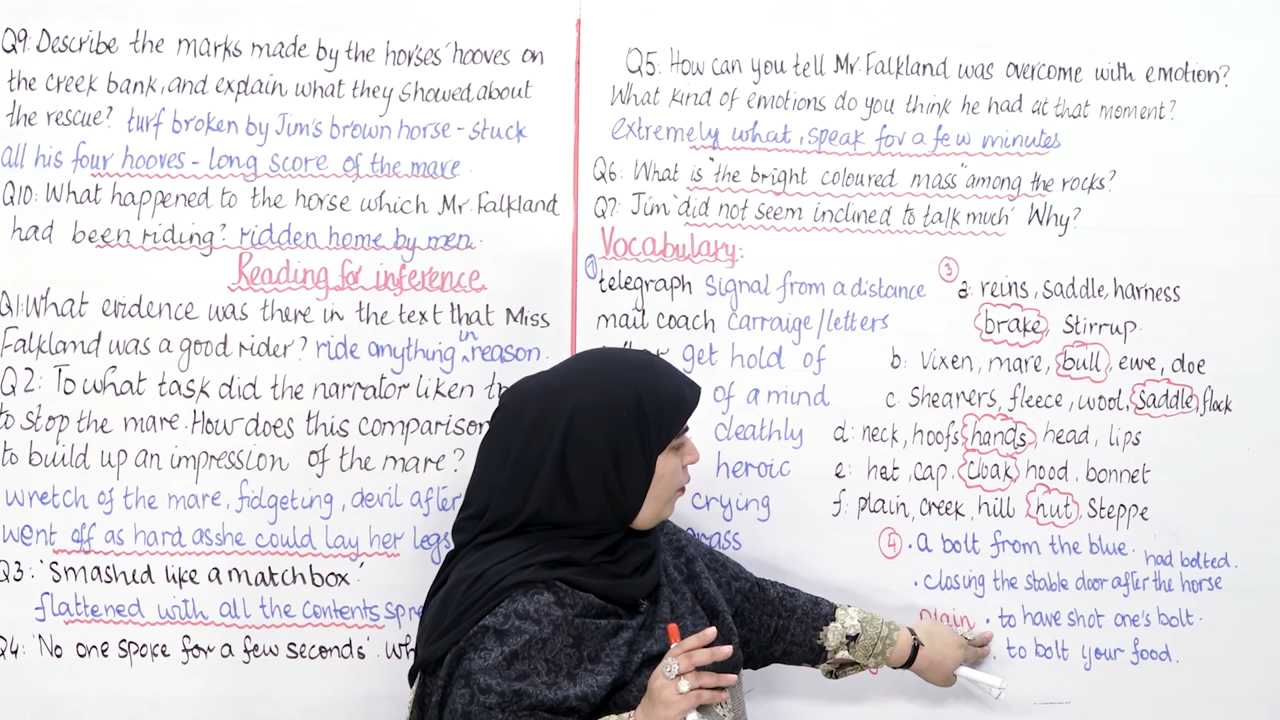 Q9: Describe the marks made by the horses' hooves on
the creek bank, and explain what they showed about
the rescue? turf broken by Jim's brown horse - stuck
all his four hooves - long score of the mare
Q10: What happened to the horse which Mr. Falkland
had been riding? ridden home by men.
Reading for inference
Q1: What evidence was there in the text that Miss
Falkland was a good rider? ride anything in reason.
Q2: To what task did the narrator liken
to stop the mare. How does this comparison
to build up an impression of the mare?
wretch of the mare, fidgeting, devil after
went off as hard asshe could lay her legs
Q3: 'Smashed like a matchbox'
flattened with all the contents
Q4: 'No one spoke for a few seconds'.
Q5: How can you tell Mr. Falkland was overcome with emotion?
What kind of emotions do you think he had at that moment?
extremely what, speak for a few minutes
Q6: What is "the bright coloured mass" among the rocks?
Q7: Jim 'did not seem inclined to talk much' Why?
Vocabulary:
① telegraph signal from a distance
mail coach carraige/letters
get hold of
of a mind
deathly
heroic
crying
③ a: reins, saddle, harness
brake, stirrup.
b: vixen, mare, bull, ewe, doe
c: Shearers, fleece, wool, saddle, flock
d: neck, hoofs, hands, head, lips
e: hat, cap, cloak, hood, bonnet
f: plain, creek, hill, hut, steppe
④ • a bolt from the blue.
had bolted.
• closing the stable door after the horse
plain • to have shot one's bolt.
• to bolt your food.